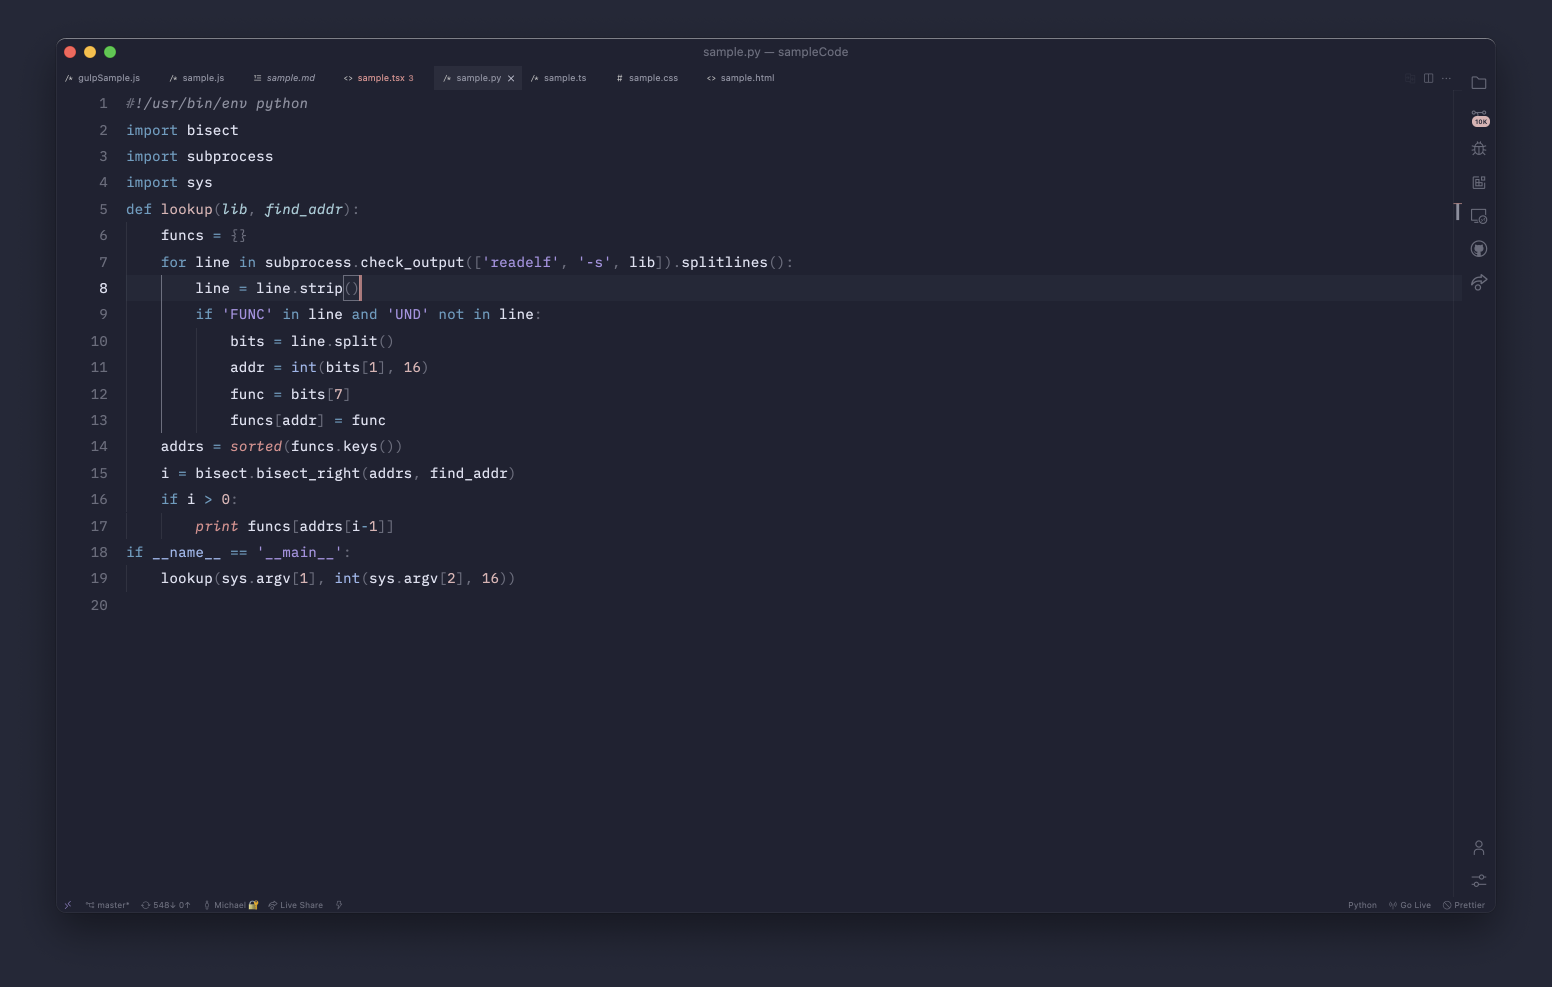 sample.py — sampleCode
gulpSample.js sample.js sample.md sample.tsx 3 sample.py sample.ts # sample.css <> sample.html
1 #!/usr/bin/env python
2 import bisect
3 import subprocess
4 import sys
5 def lookup(lib, find_addr):
6     funcs = {}
7     for line in subprocess.check_output(['readelf', '-s', lib]).splitlines():
8         line = line.strip()
9         if 'FUNC' in line and 'UND' not in line:
10             bits = line.split()
11             addr = int(bits[1], 16)
12             func = bits[7]
13             funcs[addr] = func
14     addrs = sorted(funcs.keys())
15     i = bisect.bisect_right(addrs, find_addr)
16     if i > 0:
17         print funcs[addrs[i-1]]
18 if __name__ == '__main__':
19     lookup(sys.argv[1], int(sys.argv[2], 16))
20
10K
master* 548↓ 0↑ Michael 🔐 Live Share Python Go Live Prettier